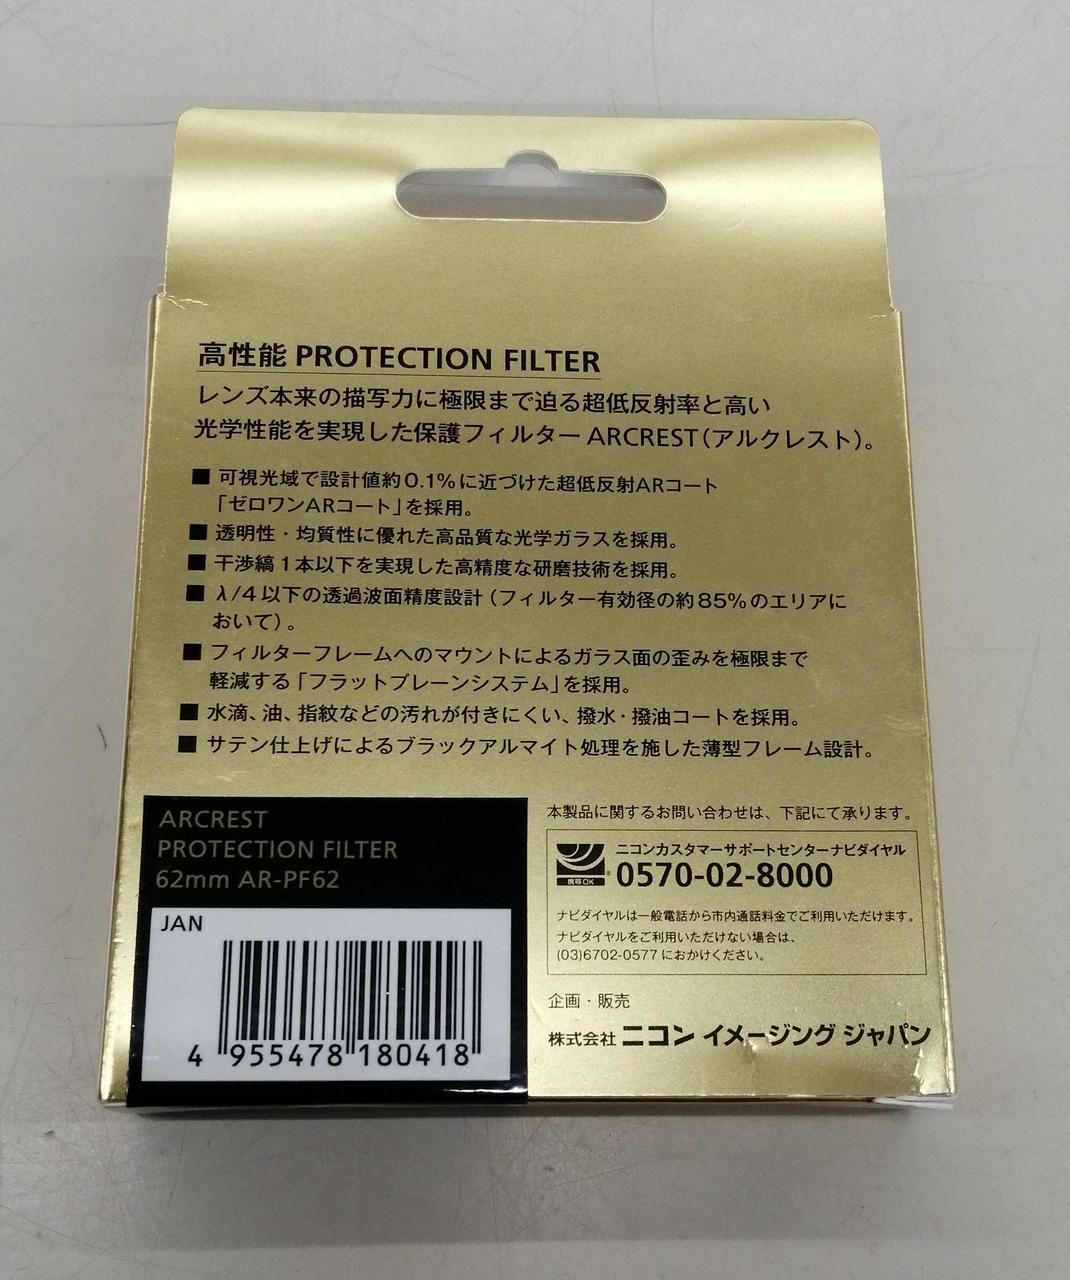 高性能 PROTECTION FILTER
レンズ本来の描写力に極限まで迫る超低反射率と高い
光学性能を実現した保護フィルター ARCREST(アルクレスト)。
■ 可視光域で設計値約0.1%に近づけた超低反射ARコート
「ゼロワンARコート」を採用。
■ 透明性・均質性に優れた高品質な光学ガラスを採用。
■ 干渉縞1本以下を実現した高精度な研磨技術を採用。
■ λ/4以下の透過波面精度設計(フィルター有効径の約85%のエリアに
おいて)。
■ フィルターフレームへのマウントによるガラス面の歪みを極限まで
軽減する「フラットプレーンシステム」を採用。
■ 水滴、油、指紋などの汚れが付きにくい、撥水・撥油コートを採用。
■ サテン仕上げによるブラックアルマイト処理を施した薄型フレーム設計。
ARCREST
PROTECTION FILTER
62mm AR-PF62
JAN
4 955478 180418
本製品に関するお問い合わせは、下記にて承ります。
ニコンカスタマーサポートセンターナビダイヤル
携帯OK ® 0570-02-8000
ナビダイヤルは一般電話から市内通話料金でご利用いただけます。
ナビダイヤルをご利用いただけない場合は、
(03)6702-0577 におかけください。
企画・販売
株式会社 ニコン イメージング ジャパン